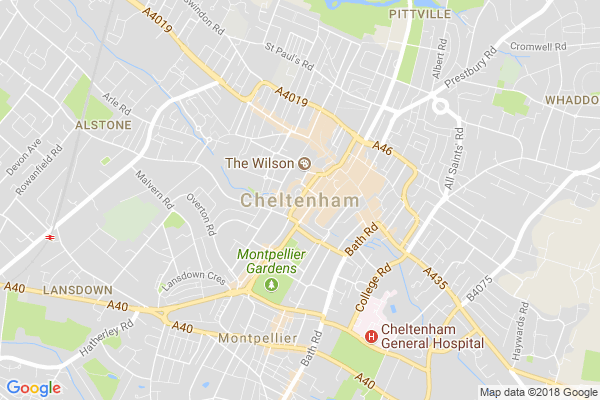 PITTVILLE
A4019
Swindon Rd
St Paul's Rd
Albert Rd
Cromwell Rd
Prestbury Rd
Arle Rd
A4019
WHADDO
ALSTONE
Devon Ave
Rowanfield Rd
A46
All Saints' Rd
The Wilson
Malvern Rd
Overton Rd
Cheltenham
Bath Rd
Montpellier
Gardens
Lansdown Cres
College Rd
A435
B4075
A40
LANSDOWN
A40
Hatherley Rd
A40
Montpellier
Bath Rd
Cheltenham
General Hospital
H
Haywards Rd
A40
Google
Map data ©2018 Google